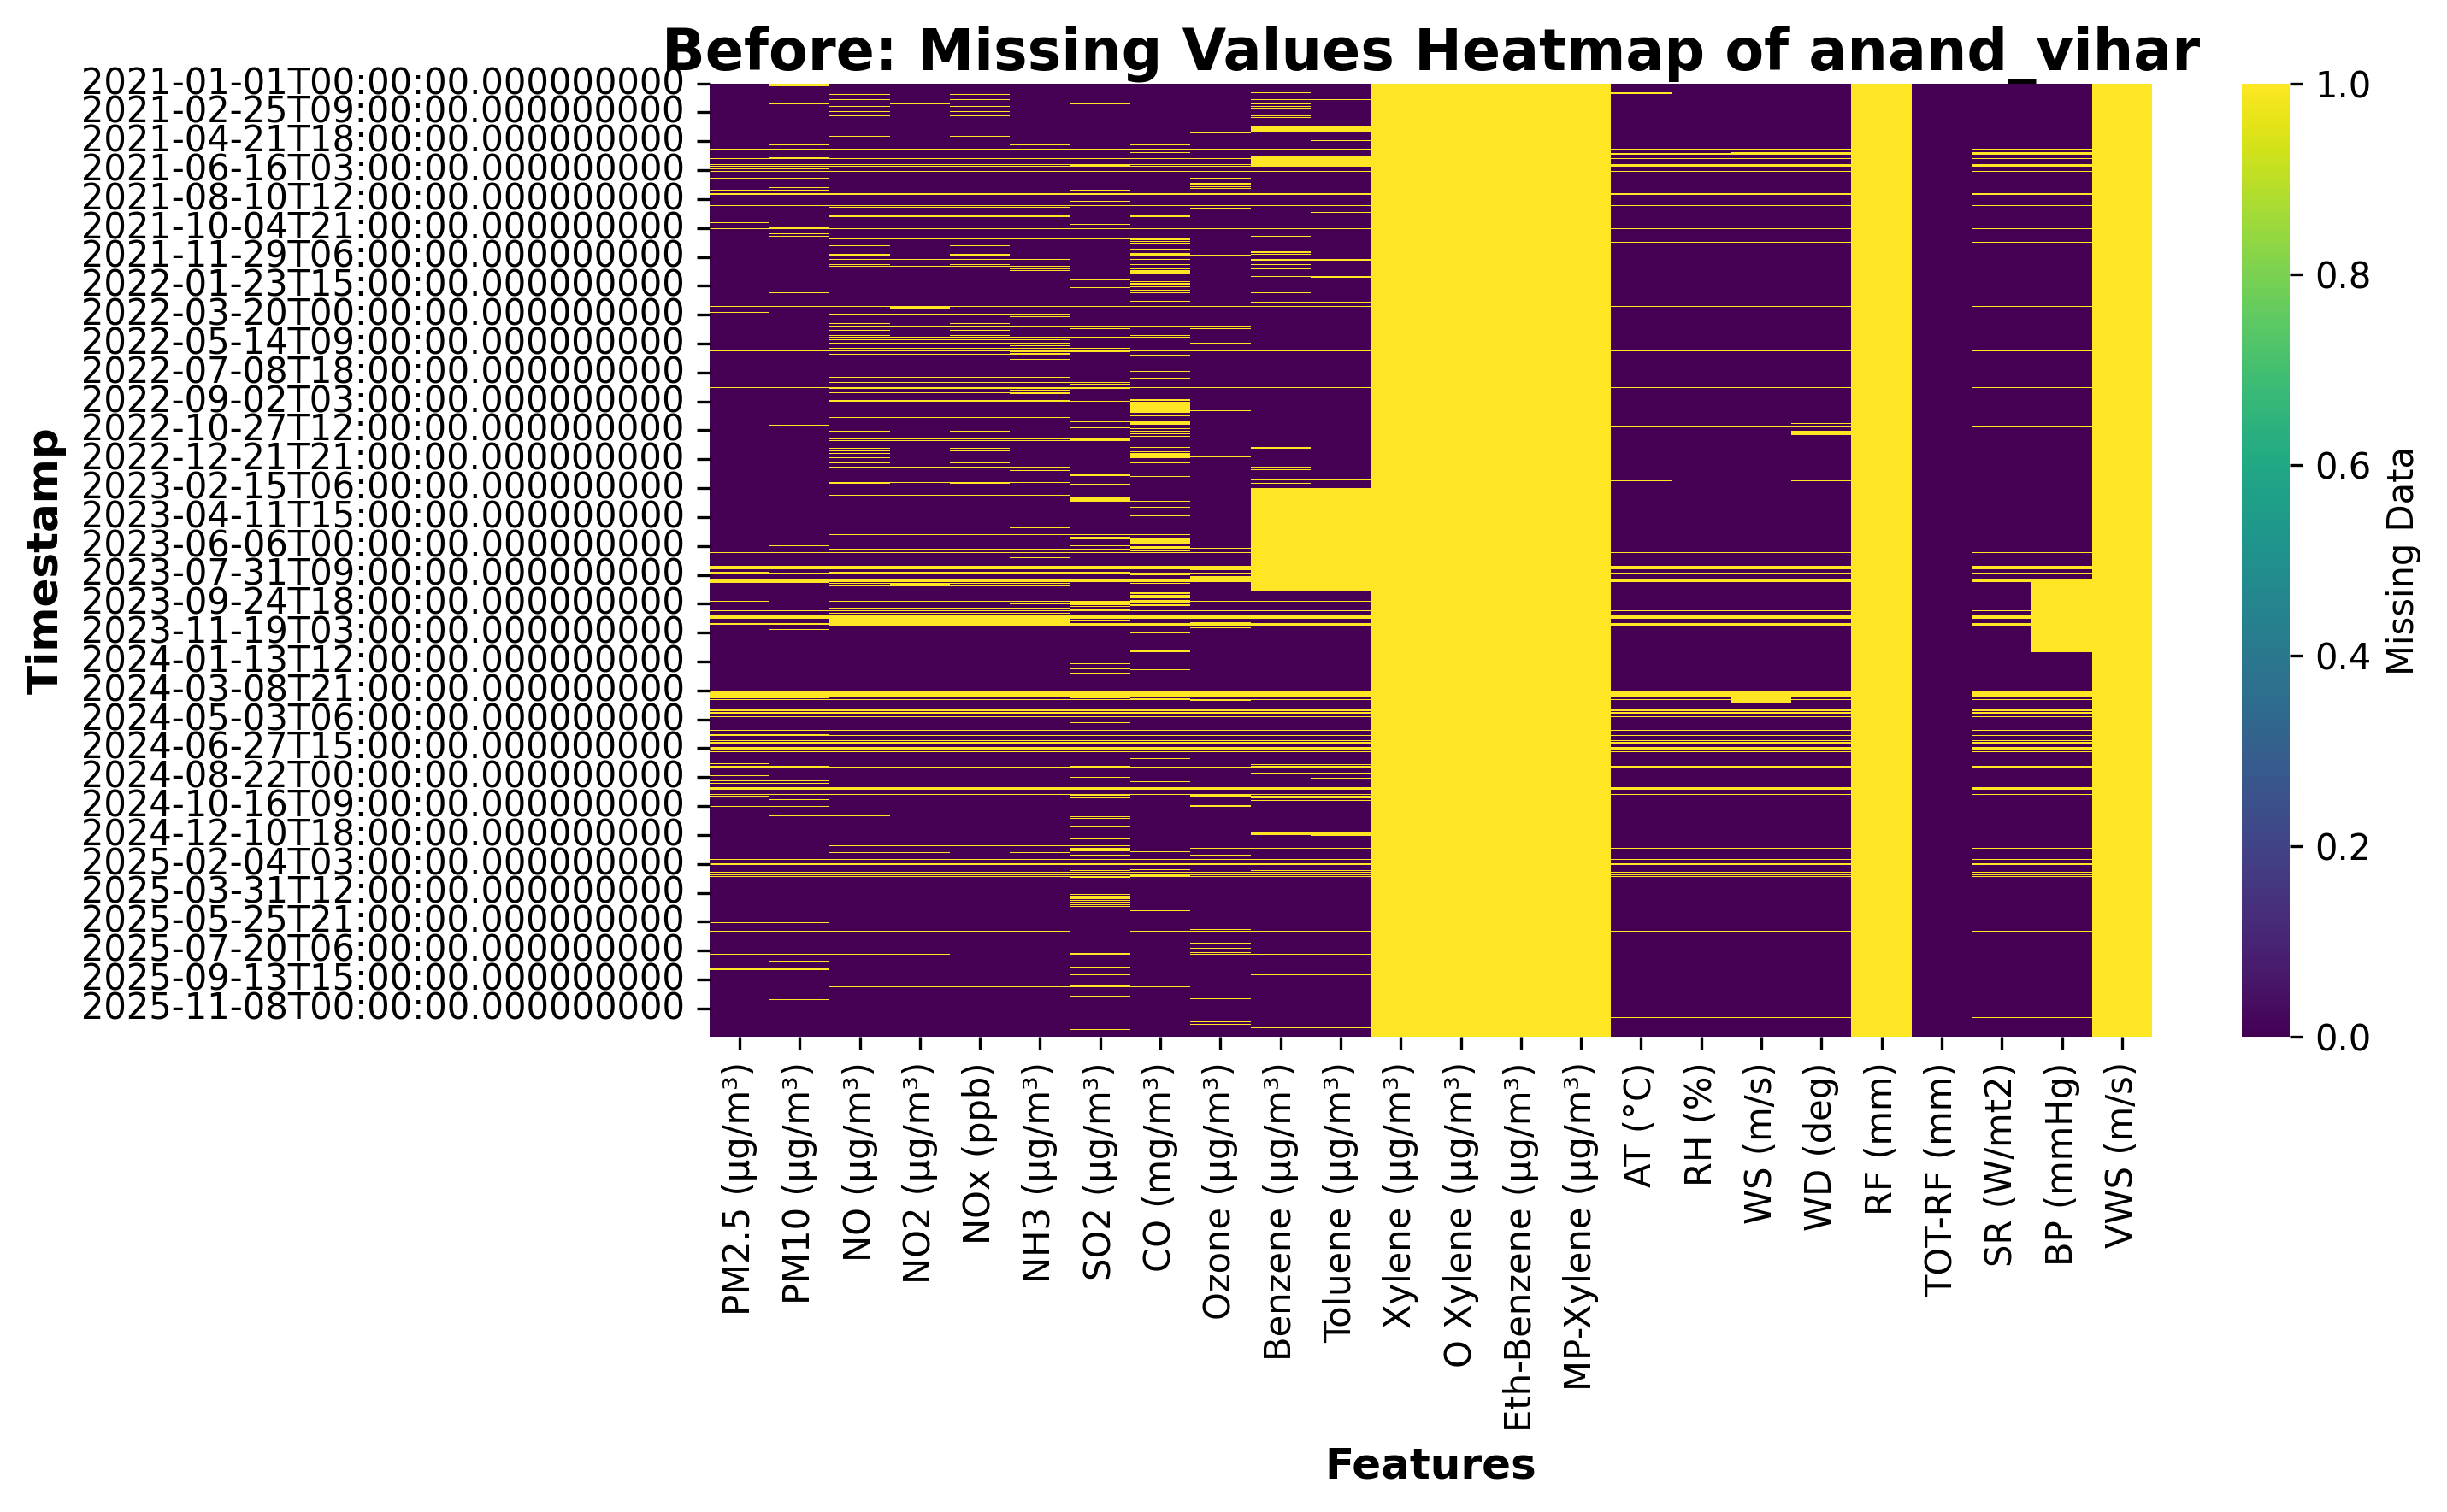 Before: Missing Values Heatmap of anand_vihar
Timestamp
2021-01-01T00:00:00.000000000
2021-02-25T09:00:00.000000000
2021-04-21T18:00:00.000000000
2021-06-16T03:00:00.000000000
2021-08-10T12:00:00.000000000
2021-10-04T21:00:00.000000000
2021-11-29T06:00:00.000000000
2022-01-23T15:00:00.000000000
2022-03-20T00:00:00.000000000
2022-05-14T09:00:00.000000000
2022-07-08T18:00:00.000000000
2022-09-02T03:00:00.000000000
2022-10-27T12:00:00.000000000
2022-12-21T21:00:00.000000000
2023-02-15T06:00:00.000000000
2023-04-11T15:00:00.000000000
2023-06-06T00:00:00.000000000
2023-07-31T09:00:00.000000000
2023-09-24T18:00:00.000000000
2023-11-19T03:00:00.000000000
2024-01-13T12:00:00.000000000
2024-03-08T21:00:00.000000000
2024-05-03T06:00:00.000000000
2024-06-27T15:00:00.000000000
2024-08-22T00:00:00.000000000
2024-10-16T09:00:00.000000000
2024-12-10T18:00:00.000000000
2025-02-04T03:00:00.000000000
2025-03-31T12:00:00.000000000
2025-05-25T21:00:00.000000000
2025-07-20T06:00:00.000000000
2025-09-13T15:00:00.000000000
2025-11-08T00:00:00.000000000
PM2.5 (µg/m³)
PM10 (µg/m³)
NO (µg/m³)
NO2 (µg/m³)
NOx (ppb)
NH3 (µg/m³)
SO2 (µg/m³)
CO (mg/m³)
Ozone (µg/m³)
Benzene (µg/m³)
Toluene (µg/m³)
Xylene (µg/m³)
O Xylene (µg/m³)
Eth-Benzene (µg/m³)
MP-Xylene (µg/m³)
AT (°C)
RH (%)
WS (m/s)
WD (deg)
RF (mm)
TOT-RF (mm)
SR (W/mt2)
BP (mmHg)
VWS (m/s)
Features
1.0
0.8
0.6
0.4
0.2
0.0
Missing Data